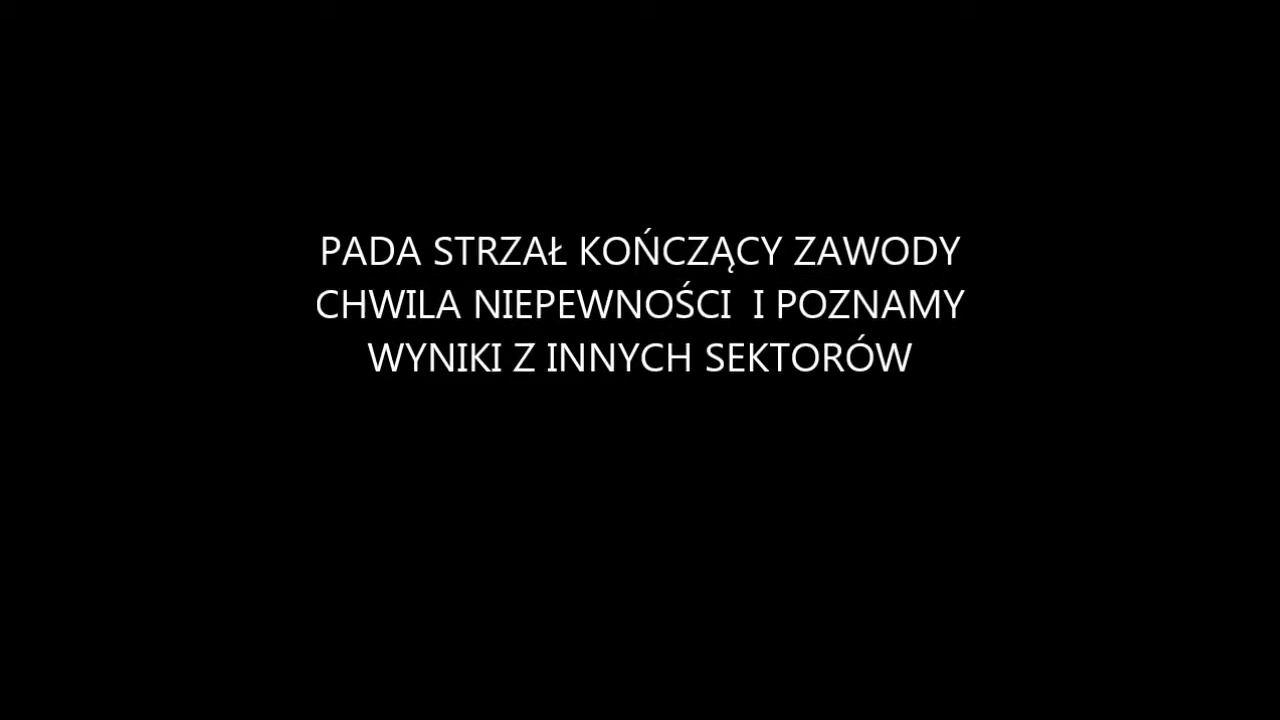 PADA STRZAŁ KOŃCZĄCY ZAWODY
CHWILA NIEPEWNOŚCI  I POZNAMY
WYNIKI Z INNYCH SEKTORÓW